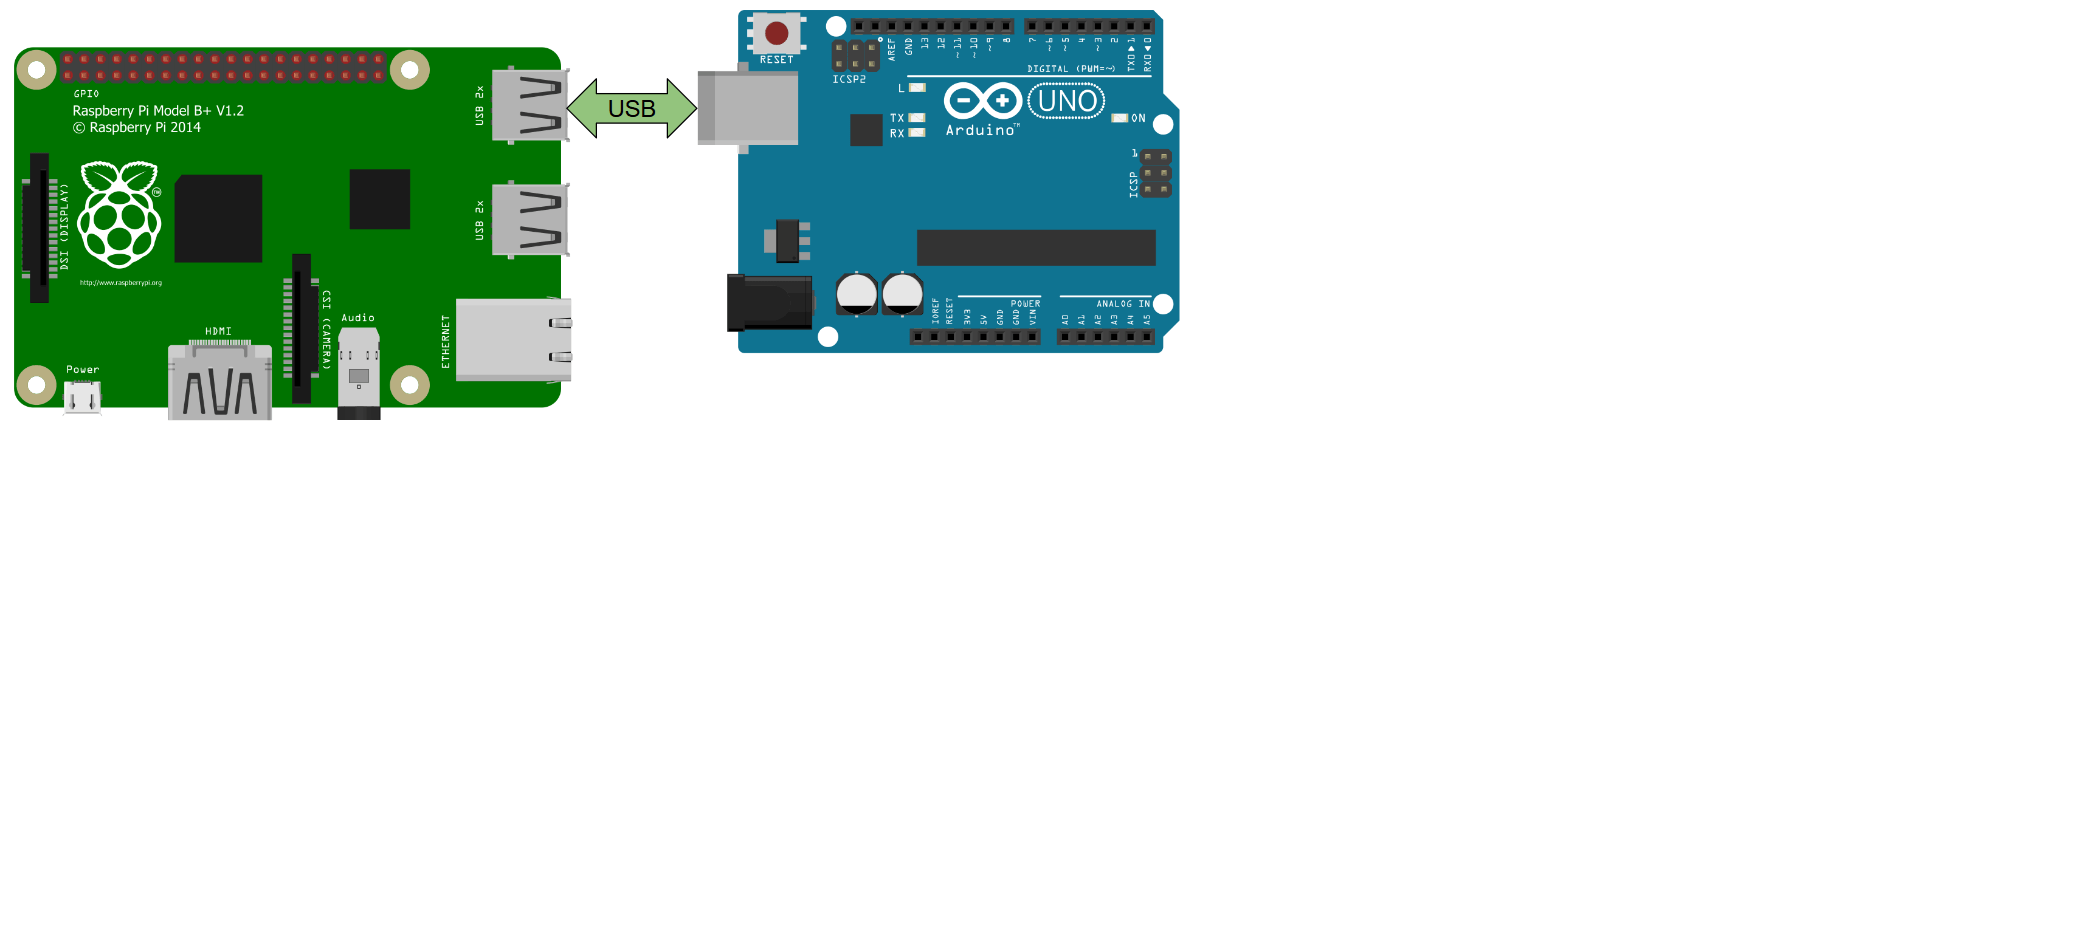 GPIO
Raspberry Pi Model B+ V1.2
© Raspberry Pi 2014
DSI (DISPLAY)
TM
http://www.raspberrypi.org
USB 2x
USB 2x
CSI (CAMERA)
HDMI
Audio
ETHERNET
Power
USB
RESET
ICSP2
AREF
GND
13
12
~11
~10
~9
8
7
~6
~5
4
~3
2
TXD▲ 1
RXD▼ 0
DIGITAL (PWM=~)
L
TX
RX
Arduino™
UNO
ON
1
ICSP
IOREF
RESET
3V3
5V
GND
GND
VIN
POWER
ANALOG IN
A0
A1
A2
A3
A4
A5